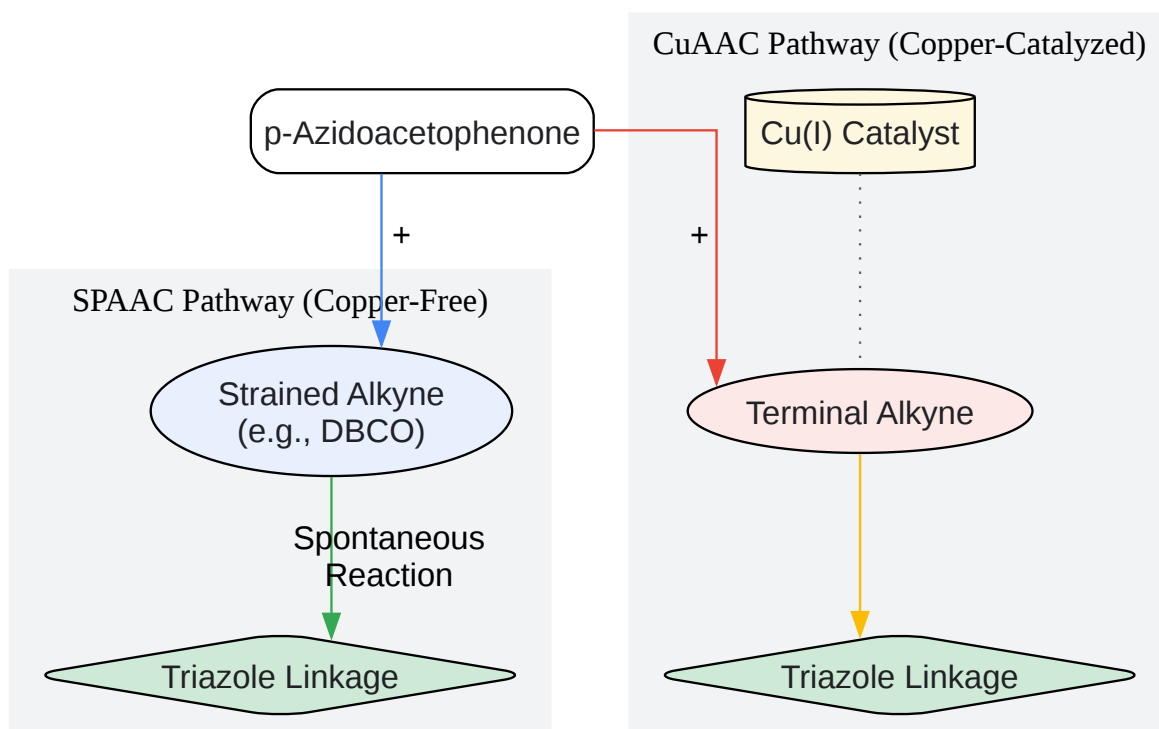 CuAAC Pathway (Copper-Catalyzed)
p-Azidoacetophenone
Cu(I) Catalyst
+
+
SPAAC Pathway (Copper-Free)
Strained Alkyne
(e.g., DBCO)
Terminal Alkyne
Spontaneous
Reaction
Triazole Linkage
Triazole Linkage